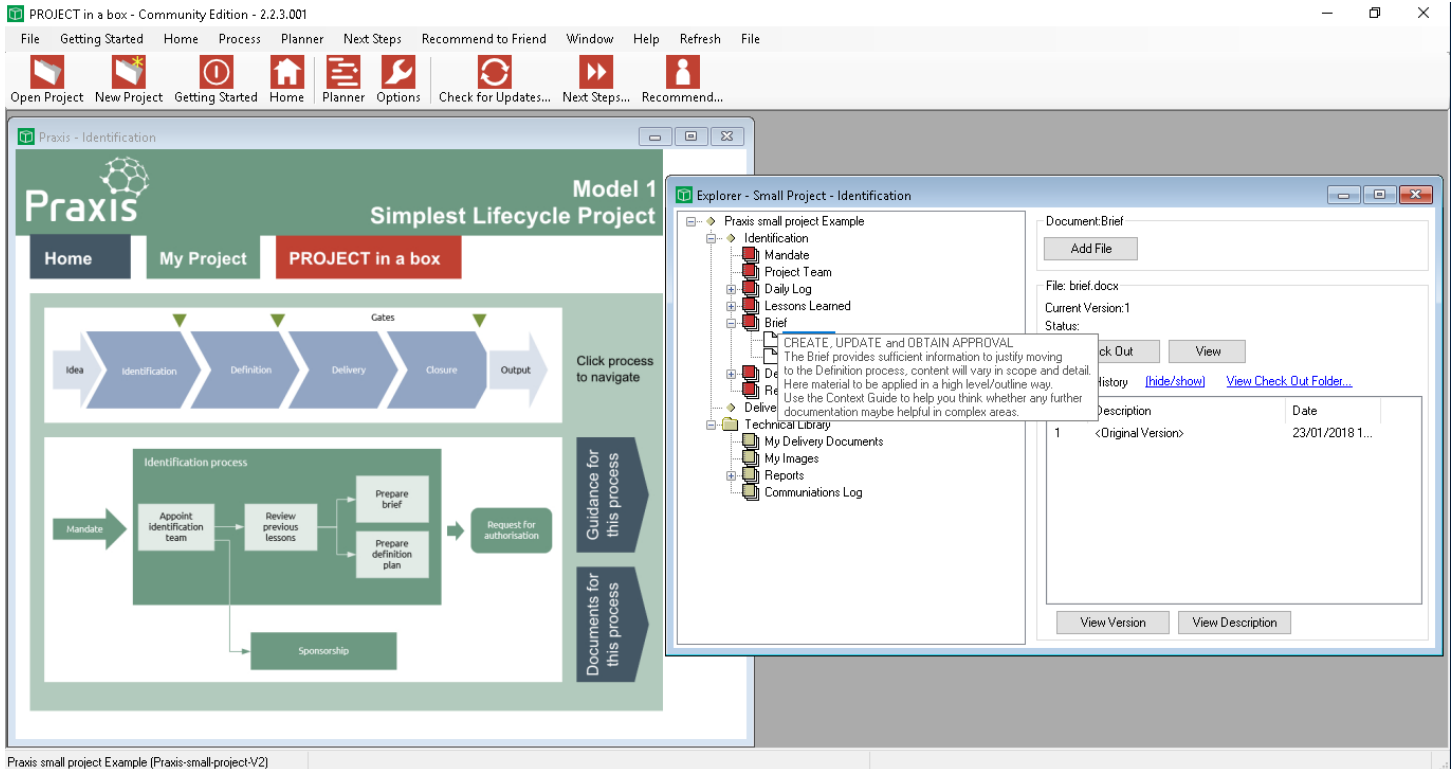 PROJECT in a box - Community Edition - 2.2.3.001
File Getting Started Home Process Planner Next Steps Recommend to Friend Window Help Refresh File
Open Project New Project Getting Started Home Planner Options Check for Updates... Next Steps... Recommend...
Praxis - Identification
Praxis
Model 1
Simplest Lifecycle Project
Home My Project PROJECT in a box
Gates
Idea Identification Definition Delivery Closure Output
Click process
to navigate
Identification process
Mandate
Appoint
identification
team
Review
previous
lessons
Prepare
brief
Prepare
definition
plan
Request for
authorisation
Sponsorship
Guidance for
this process
Documents for
this process
Explorer - Small Project - Identification
Praxis small project Example
Identification
Mandate
Project Team
Daily Log
Lessons Learned
Brief
CREATE, UPDATE and OBTAIN APPROVAL
The Brief provides sufficient information to justify moving
to the Definition process, content will vary in scope and detail.
Here material to be applied in a high level/outline way.
Use the Context Guide to help you think whether any further
documentation maybe helpful in complex areas.
De
Re
Delive
Technical Library
My Delivery Documents
My Images
Reports
Communiations Log
Document:Brief
Add File
File: brief.docx
Current Version:1
Status:
ck Out View
History (hide/show) View Check Out Folder...
Description Date
1 <Original Version> 23/01/2018 1...
View Version View Description
Praxis small project Example (Praxis-small-project-V2)